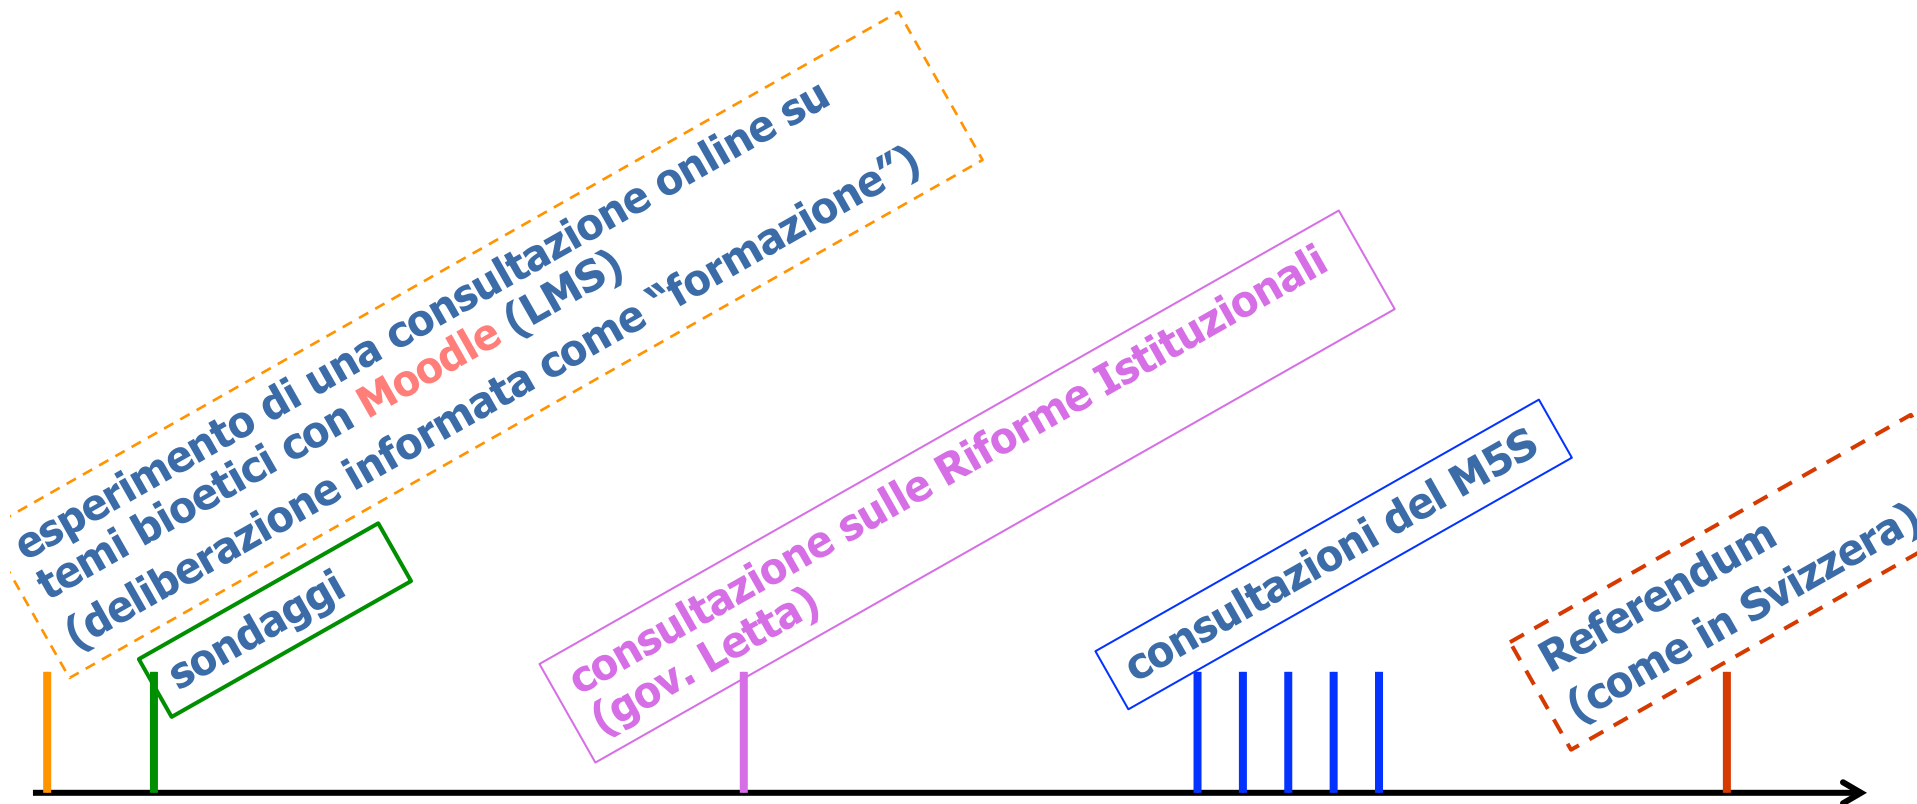 esperimento di una consultazione online su
temi bioetici con Moodle (LMS)
(deliberazione informata come “formazione”)
sondaggi
consultazione sulle Riforme Istituzionali
(gov. Letta)
consultazioni del M5S
Referendum
(come in Svizzera)